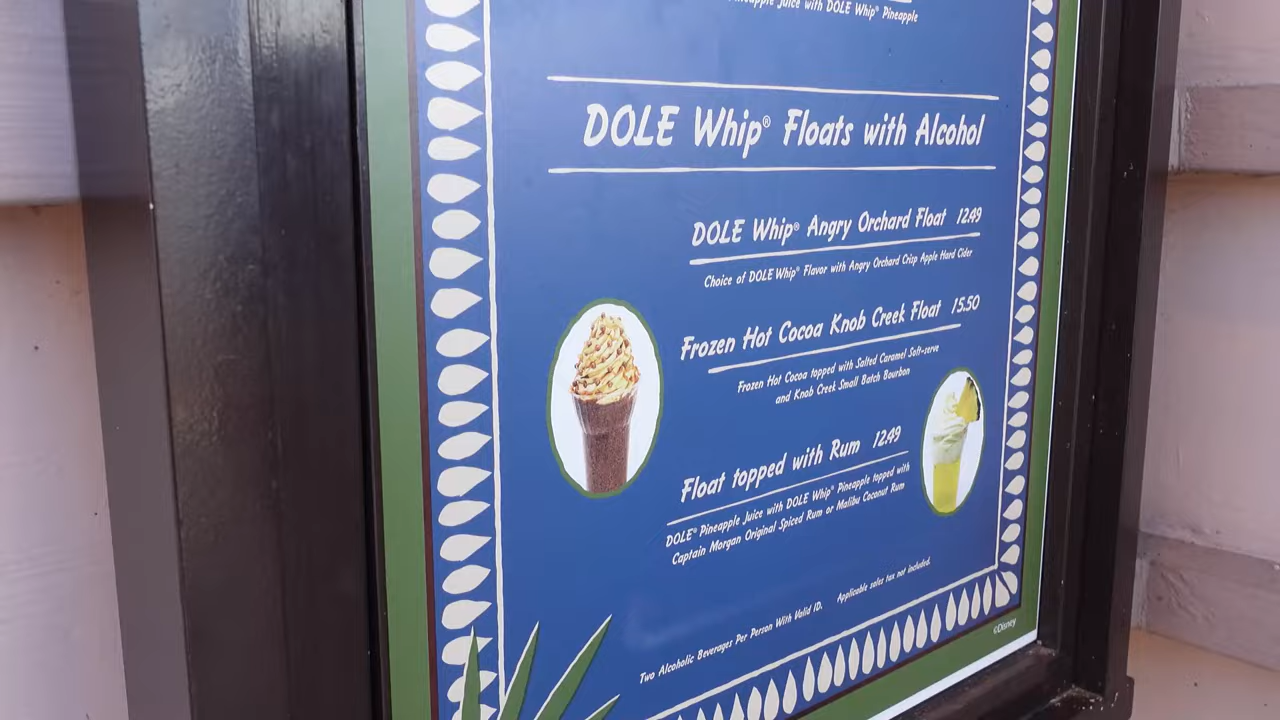 Pineapple Juice with DOLE Whip® Pineapple
DOLE Whip® Floats with Alcohol
DOLE Whip® Angry Orchard Float 12.49
Choice of DOLE Whip® Flavor with Angry Orchard Crisp Apple Hard Cider
Frozen Hot Cocoa Knob Creek Float 15.50
Frozen Hot Cocoa topped with Salted Caramel Soft-serve
and Knob Creek Small Batch Bourbon
Float topped with Rum 12.49
DOLE® Pineapple Juice with DOLE Whip® Pineapple topped with
Captain Morgan Original Spiced Rum or Malibu Coconut Rum
Two Alcoholic Beverages Per Person With Valid ID. Applicable sales tax not included.
©Disney